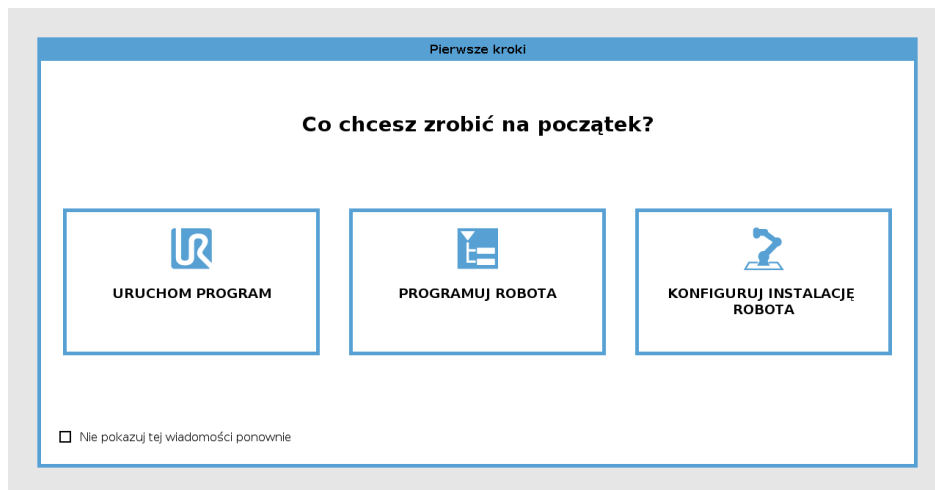 Pierwsze kroki
Co chcesz zrobić na początek?
UR
URUCHOM PROGRAM
PROGRAMUJ ROBOTA
KONFIGURUJ INSTALACJĘ
ROBOTA
Nie pokazuj tej wiadomości ponownie